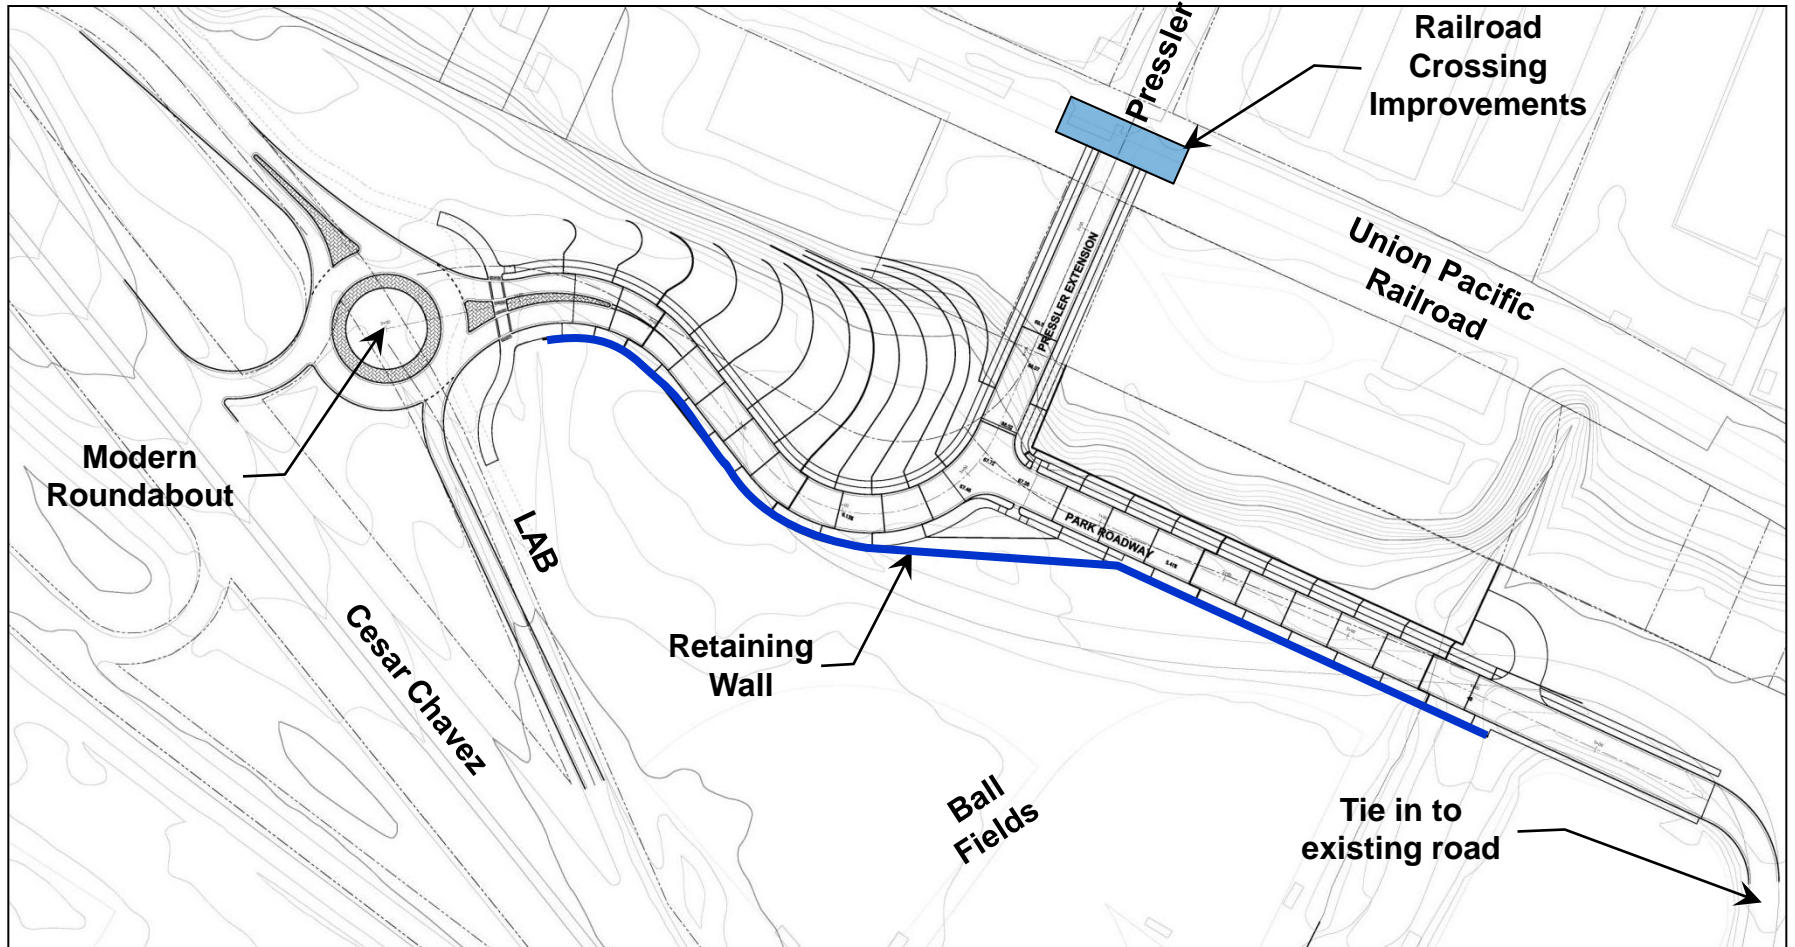 Railroad
Crossing
Improvements
Pressler
Union Pacific
Railroad
PRESSLER EXTENSION
Modern
Roundabout
LAB
PARK ROADWAY
Cesar Chavez
Retaining
Wall
Ball
Fields
Tie in to
existing road